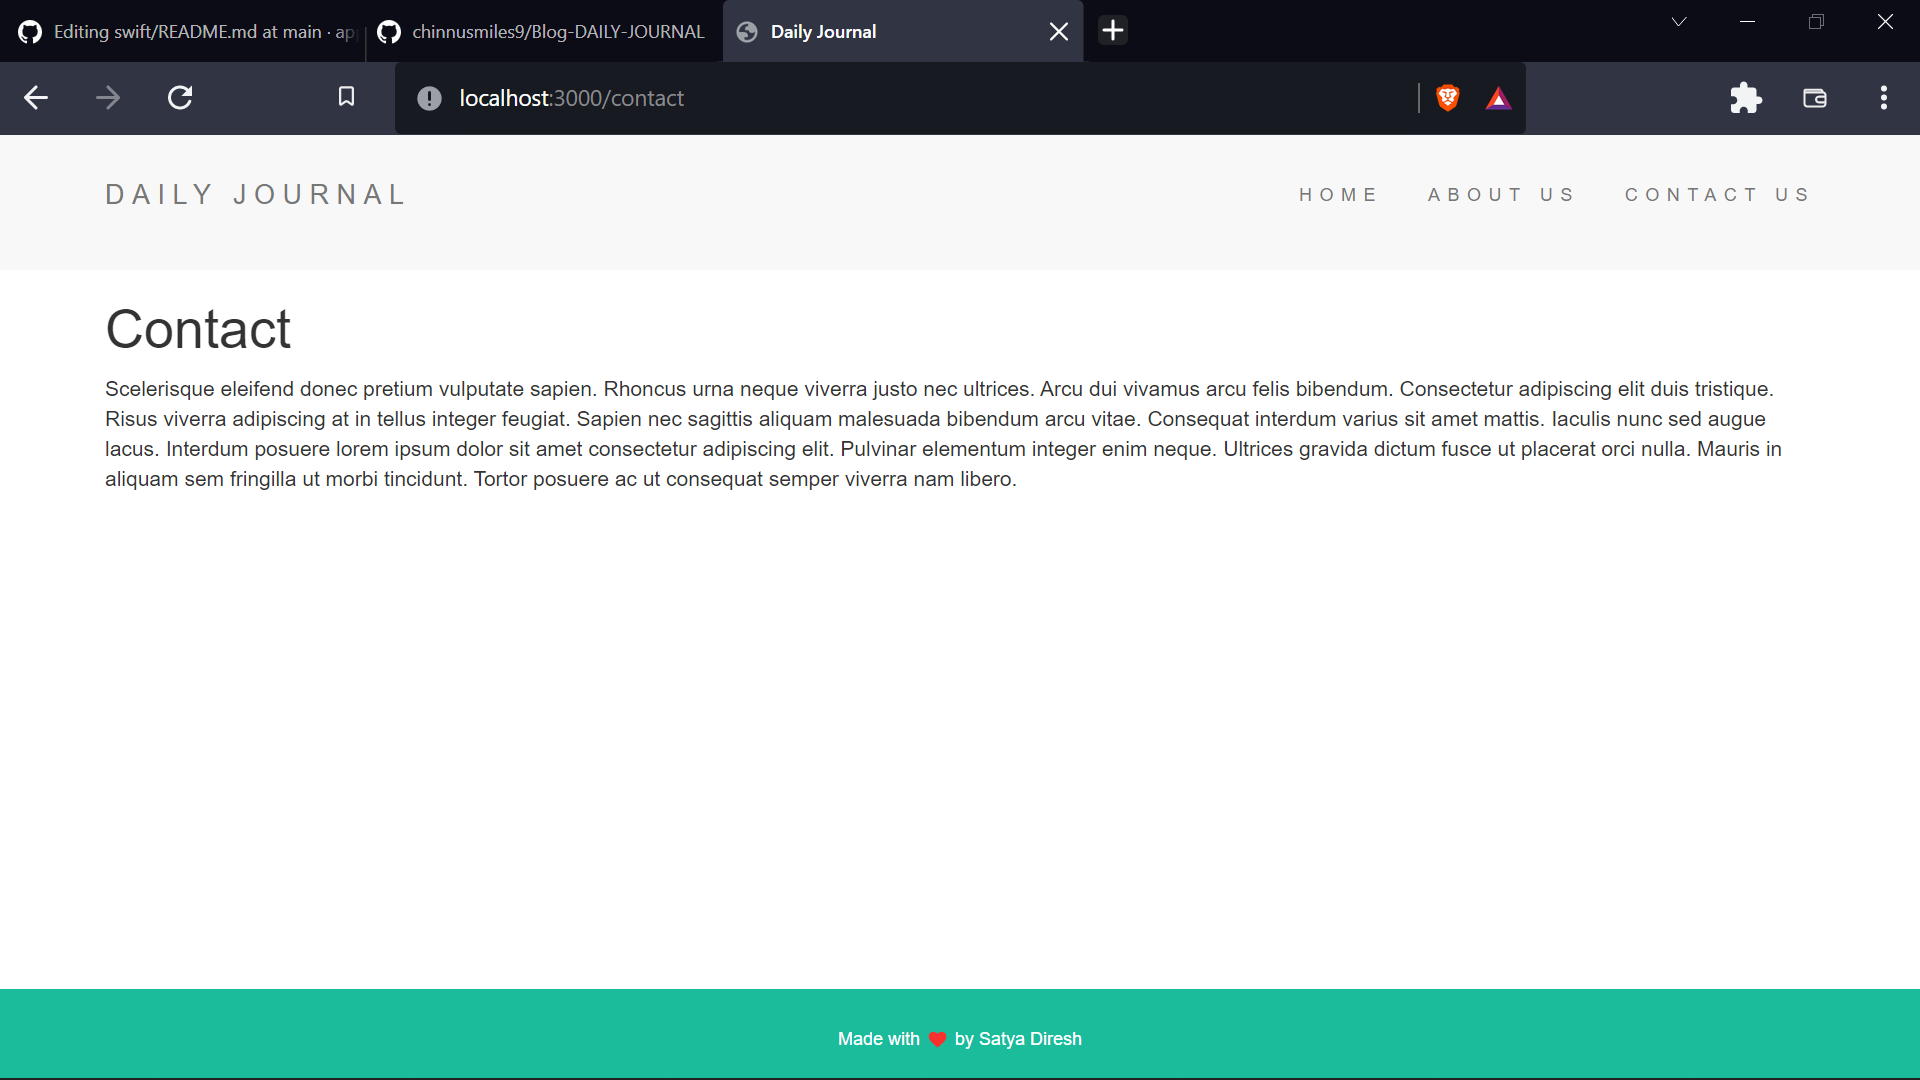 Editing swift/README.md at main · ap
chinnusmiles9/Blog-DAILY-JOURNAL
Daily Journal
localhost:3000/contact
DAILY JOURNAL
HOME
ABOUT US
CONTACT US
Contact
Scelerisque eleifend donec pretium vulputate sapien. Rhoncus urna neque viverra justo nec ultrices. Arcu dui vivamus arcu felis bibendum. Consectetur adipiscing elit duis tristique.
Risus viverra adipiscing at in tellus integer feugiat. Sapien nec sagittis aliquam malesuada bibendum arcu vitae. Consequat interdum varius sit amet mattis. Iaculis nunc sed augue
lacus. Interdum posuere lorem ipsum dolor sit amet consectetur adipiscing elit. Pulvinar elementum integer enim neque. Ultrices gravida dictum fusce ut placerat orci nulla. Mauris in
aliquam sem fringilla ut morbi tincidunt. Tortor posuere ac ut consequat semper viverra nam libero.
Made with ❤ by Satya Diresh